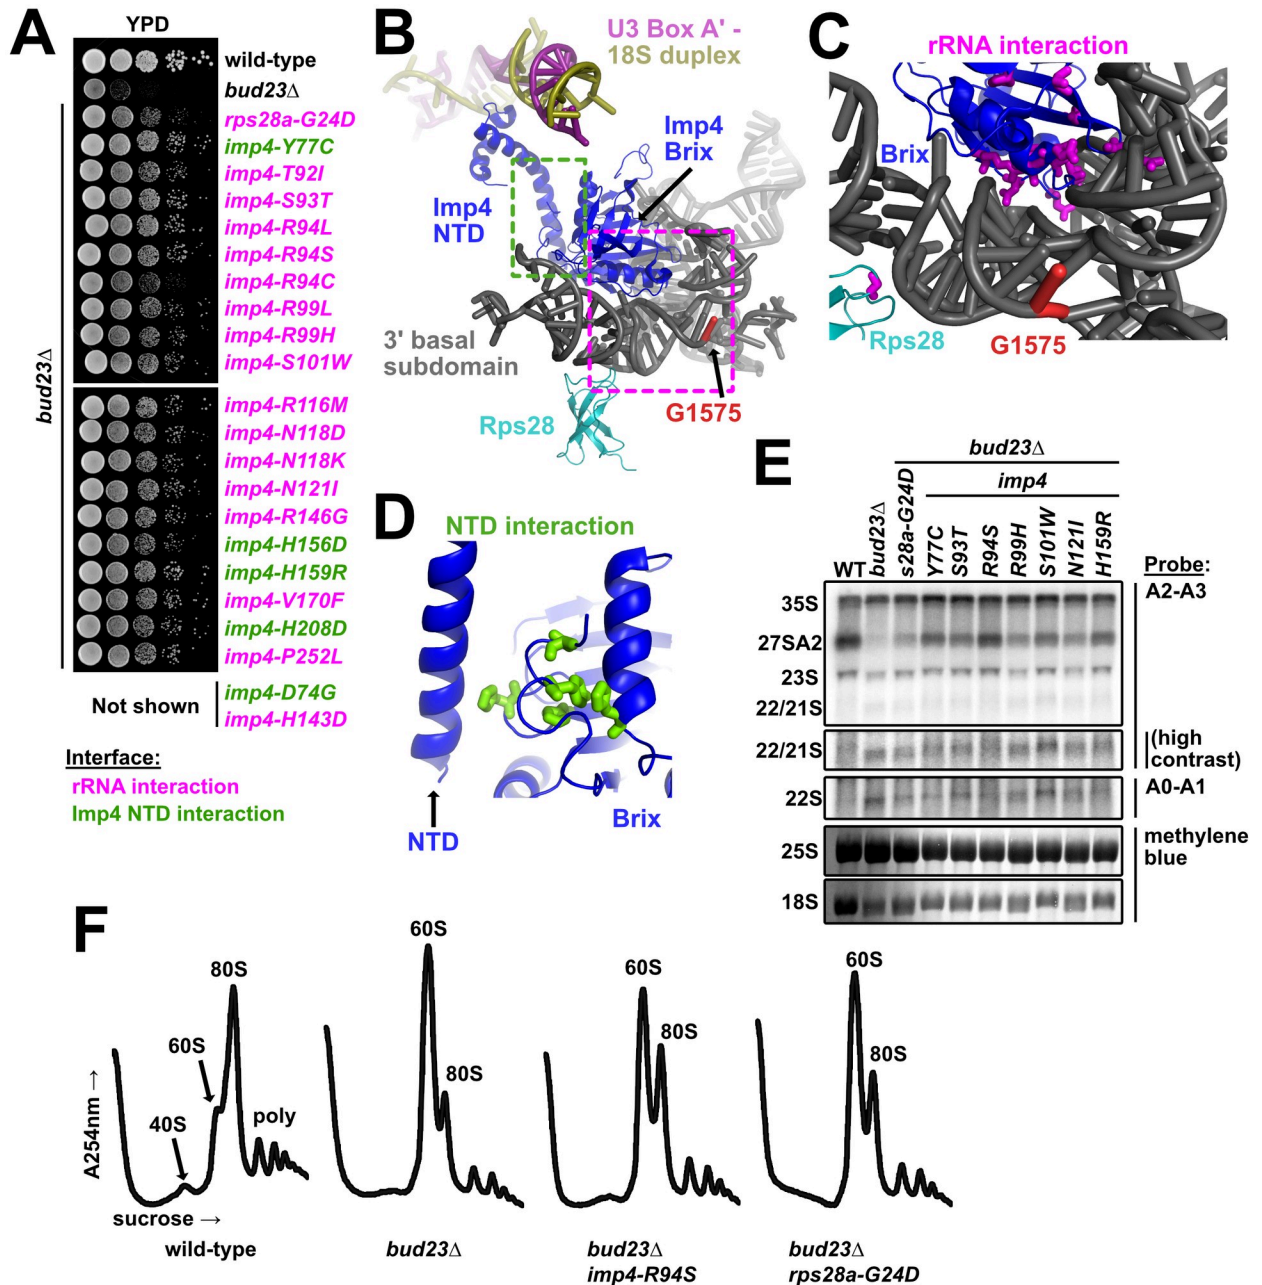 A
YPD
wild-type
bud23Δ
rps28a-G24D
imp4-Y77C
imp4-T92I
imp4-S93T
imp4-R94L
imp4-R94S
imp4-R94C
imp4-R99L
imp4-R99H
imp4-S101W
imp4-R116M
imp4-N118D
imp4-N118K
imp4-N121I
imp4-R146G
imp4-H156D
imp4-H159R
imp4-V170F
imp4-H208D
imp4-P252L
bud23Δ
Not shown
imp4-D74G
imp4-H143D
Interface:
rRNA interaction
Imp4 NTD interaction
B
U3 Box A' -
18S duplex
Imp4
Brix
Imp4
NTD
3' basal
subdomain
G1575
Rps28
C
rRNA interaction
Brix
Rps28
G1575
D
NTD interaction
NTD
Brix
E
bud23Δ
imp4
WT
bud23Δ
s28a-G24D
Y77C
S93T
R94S
R99H
S101W
N121I
H159R
Probe:
35S
A2-A3
27SA2
23S
22/21S
22/21S
(high
contrast)
22S
A0-A1
25S
methylene
blue
18S
F
A254nm →
sucrose →
40S
60S
80S
poly
wild-type
60S
80S
bud23Δ
60S
80S
bud23Δ
imp4-R94S
60S
80S
bud23Δ
rps28a-G24D